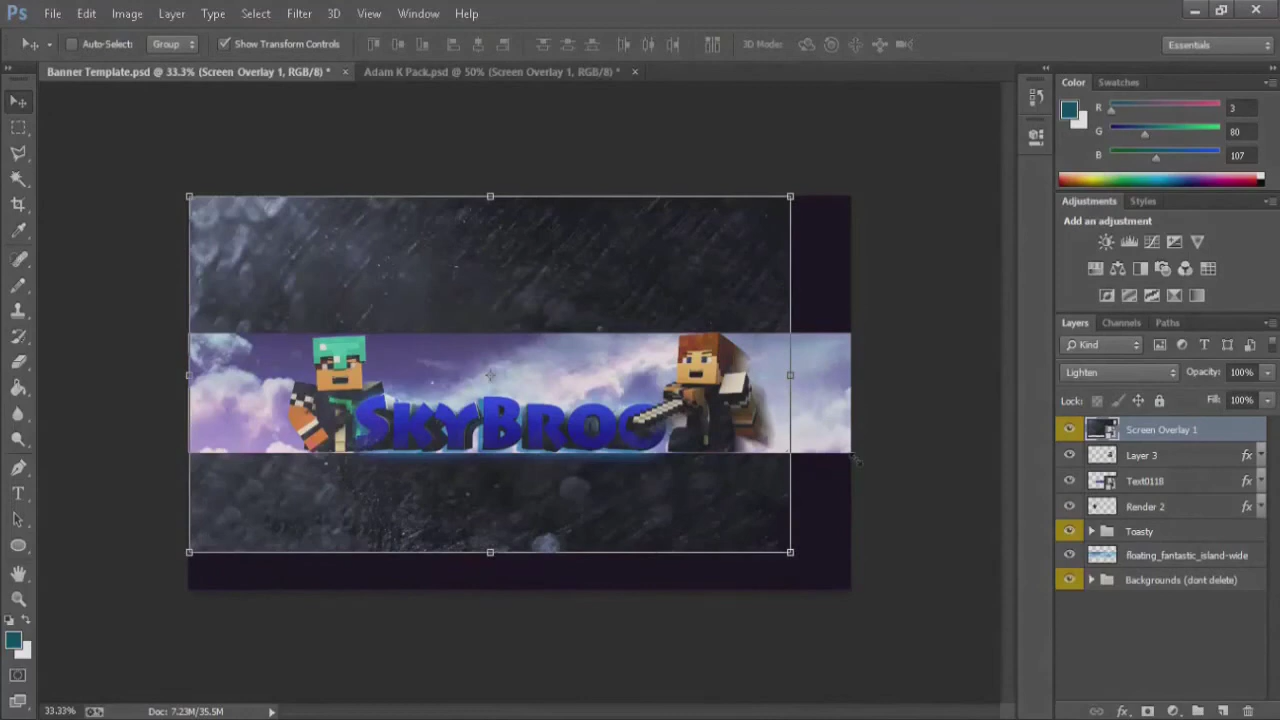 Ps File Edit Image Layer Type Select Filter 3D View Window Help
Auto-Select: Group Show Transform Controls 3D Mode: Essentials
Banner Template.psd @ 33.3% (Screen Overlay 1, RGB/8) * × Adam K Pack.psd @ 50% (Screen Overlay 1, RGB/8) * ×
Color Swatches
R 3
G 80
B 107
Adjustments Styles
Add an adjustment
Layers Channels Paths
Kind
Lighten Opacity: 100%
Lock: Fill: 100%
Screen Overlay 1
Layer 3 fx
Text0118 fx
Render 2 fx
Toasty
floating_fantastic_island-wide
Backgrounds (dont delete)
SKYBRO
33.33% Doc: 7.23M/35.5M